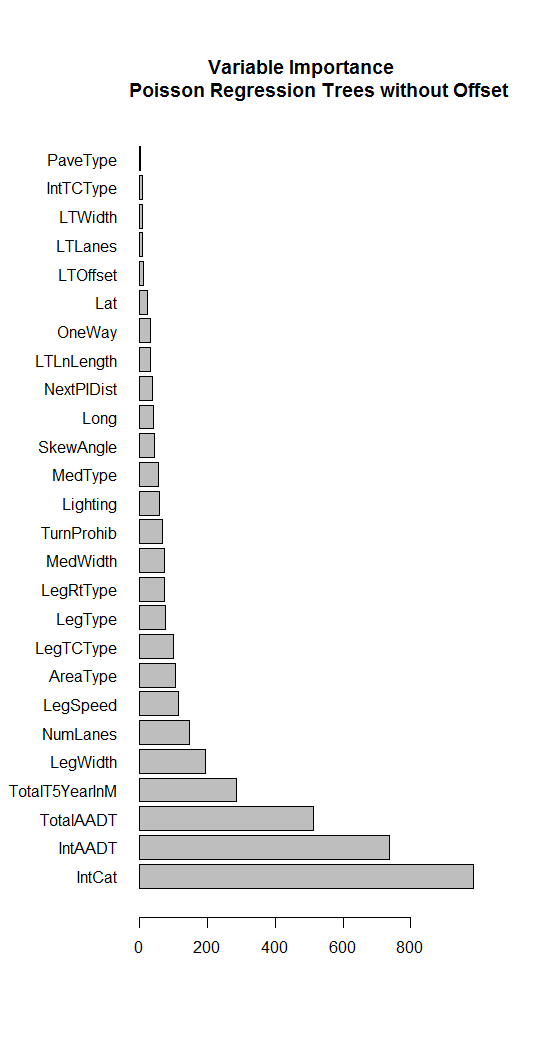 Variable Importance
Poisson Regression Trees without Offset
PaveType
IntTCType
LTWidth
LTLanes
LTOffset
Lat
OneWay
LTLnLength
NextPIDist
Long
SkewAngle
MedType
Lighting
TurnProhib
MedWidth
LegRtType
LegType
LegTCType
AreaType
LegSpeed
NumLanes
LegWidth
TotalT5YearInM
TotalAADT
IntAADT
IntCat
0 200 400 600 800